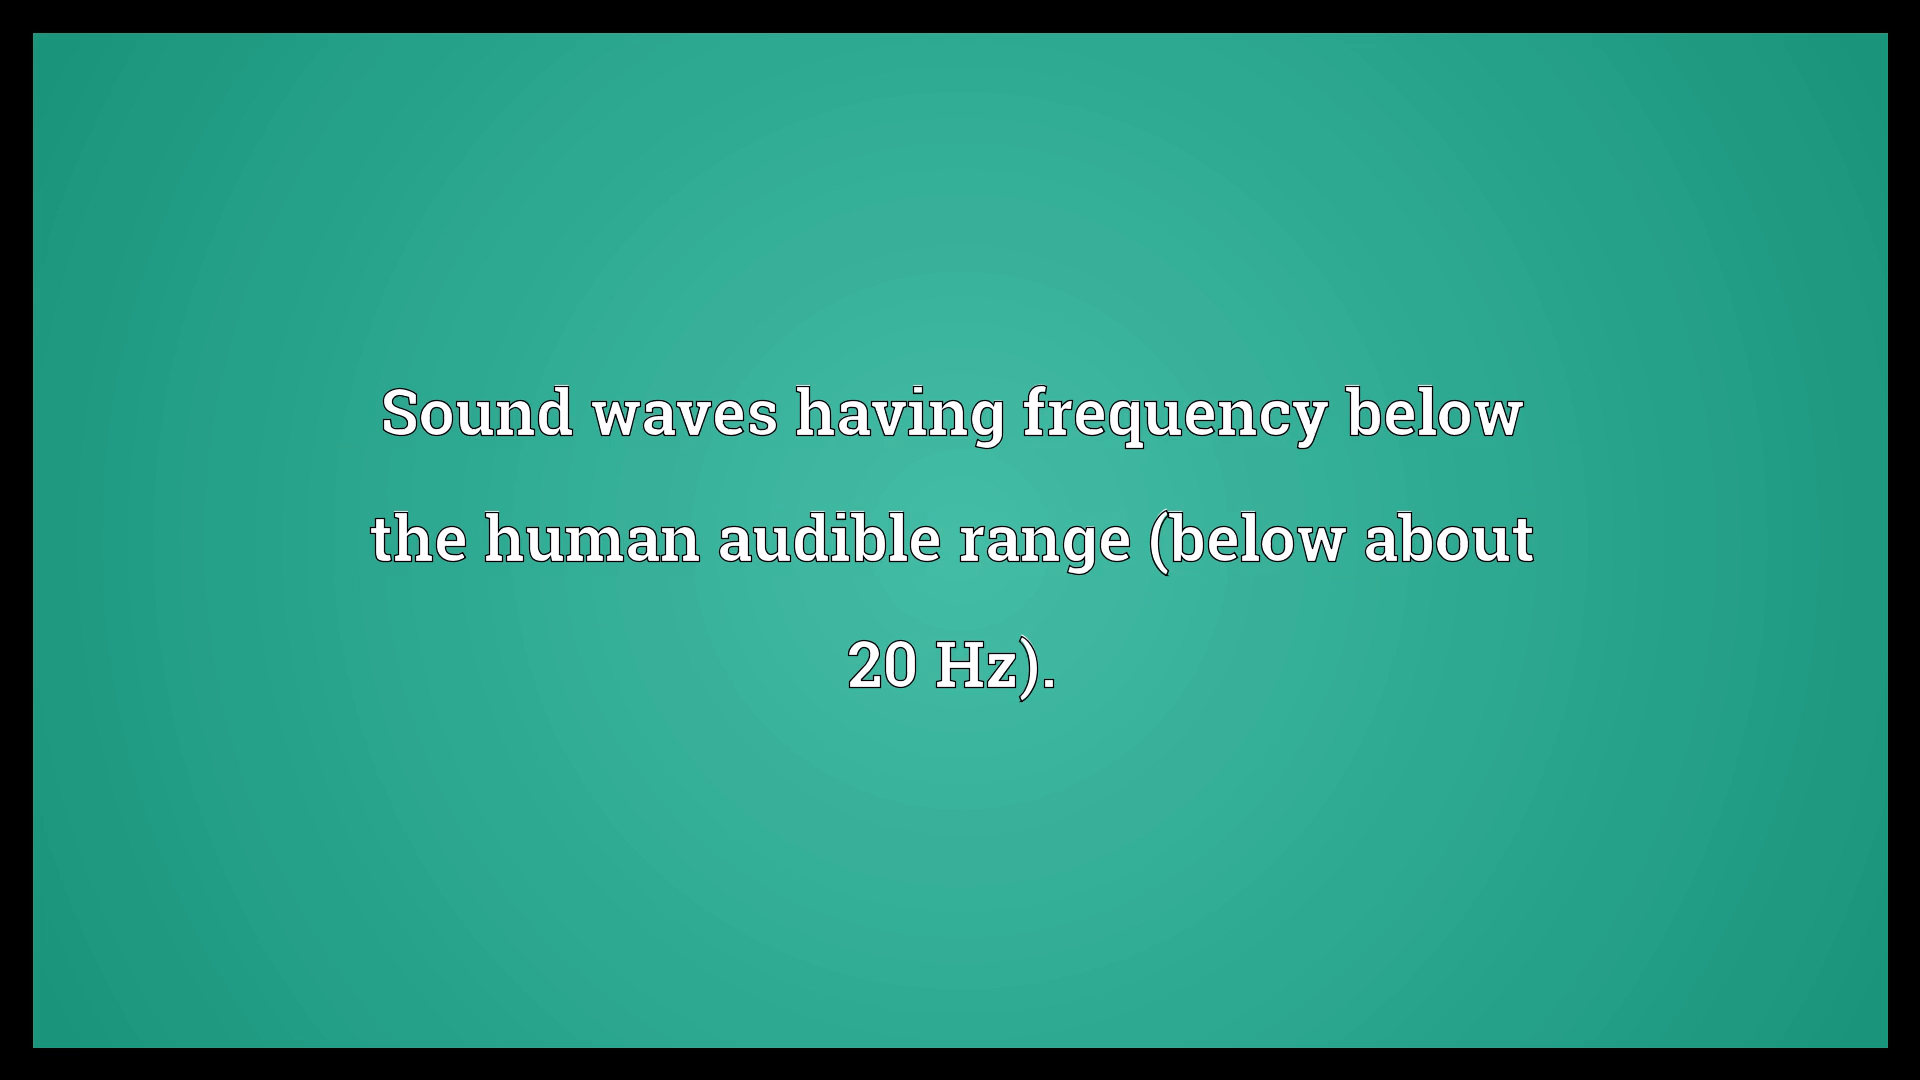 Sound waves having frequency below
the human audible range (below about
20 Hz).